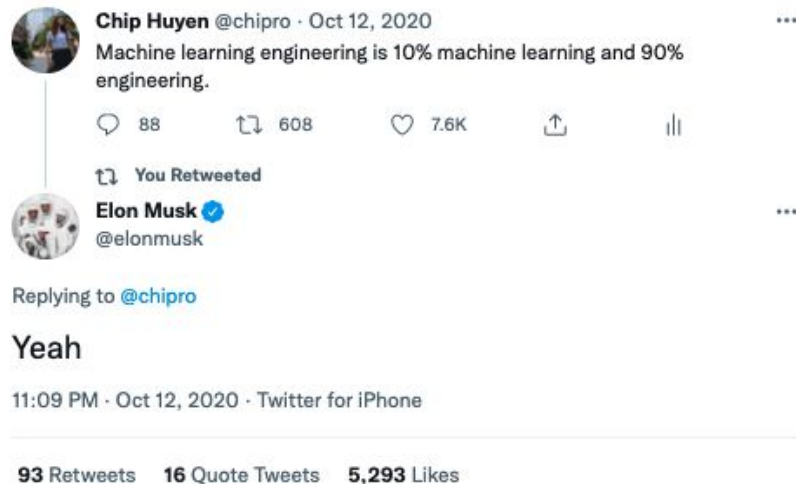 Chip Huyen @chipro · Oct 12, 2020
Machine learning engineering is 10% machine learning and 90%
engineering.
88 608 7.6K
You Retweeted
Elon Musk
@elonmusk
Replying to @chipro
Yeah
11:09 PM · Oct 12, 2020 · Twitter for iPhone
93 Retweets 16 Quote Tweets 5,293 Likes